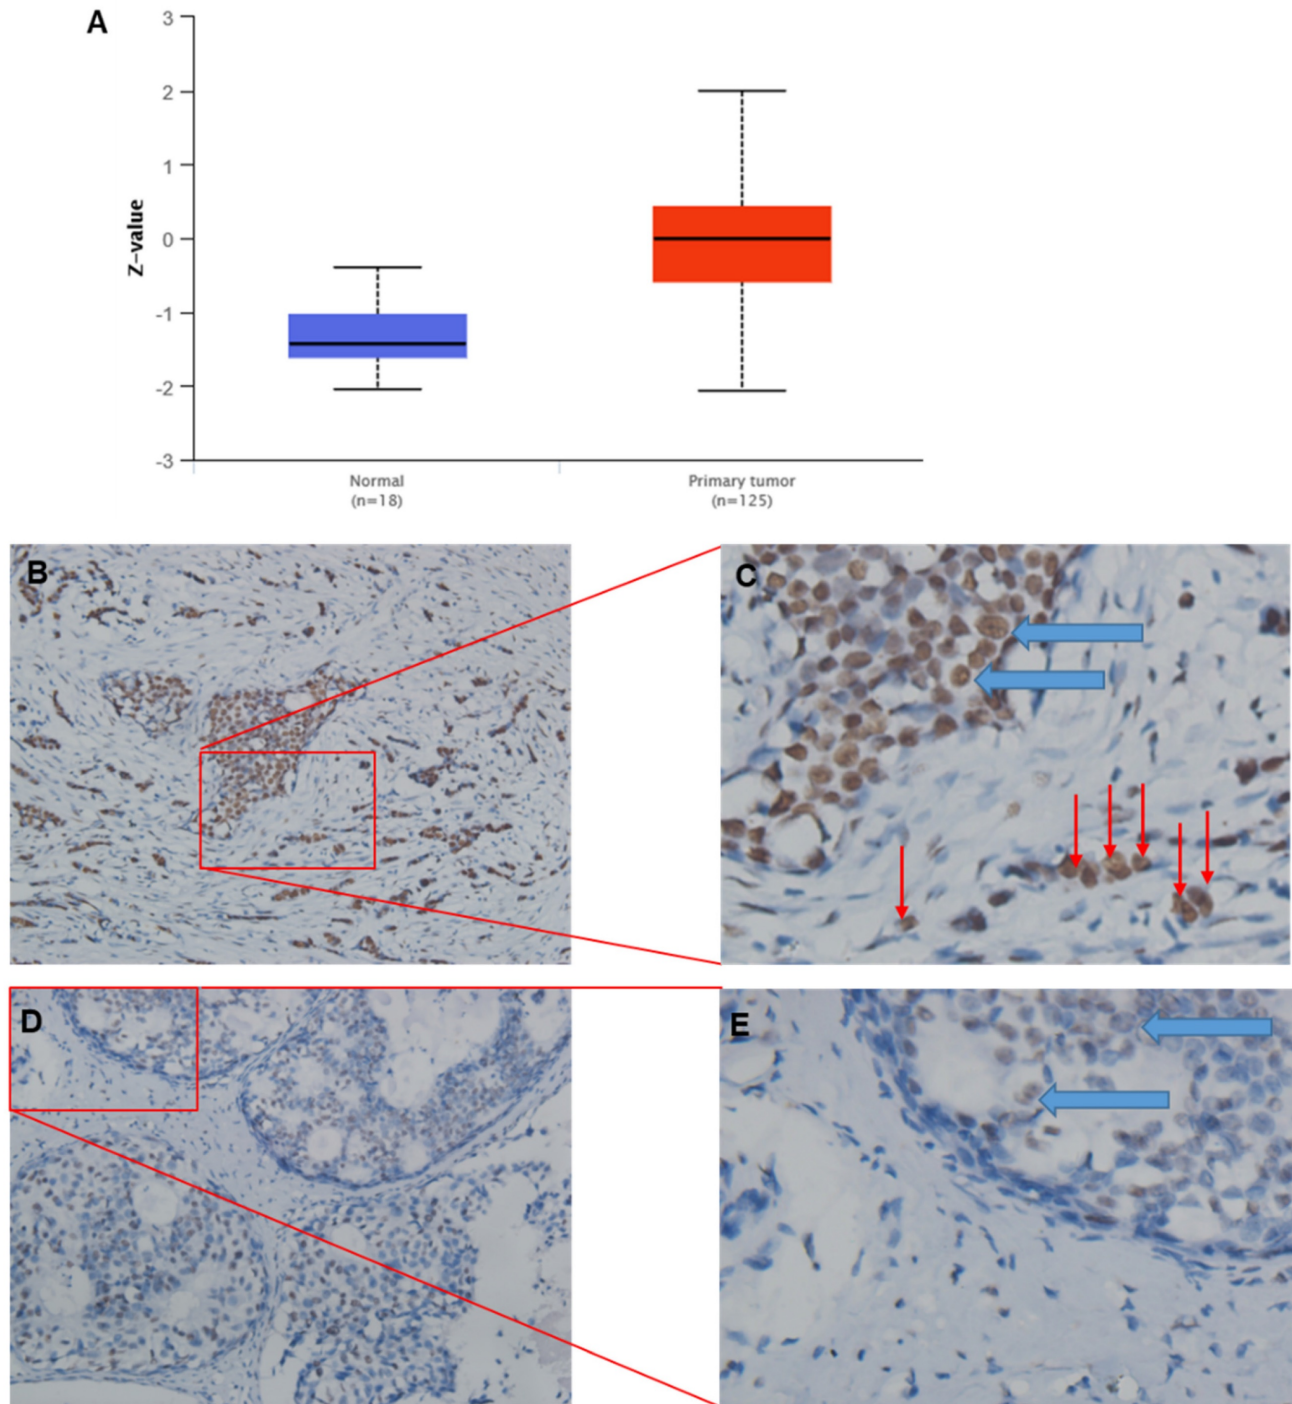 A
3
2
1
0
-1
-2
-3
Z-value
Normal
(n=18)
Primary tumor
(n=125)
B
C
D
E